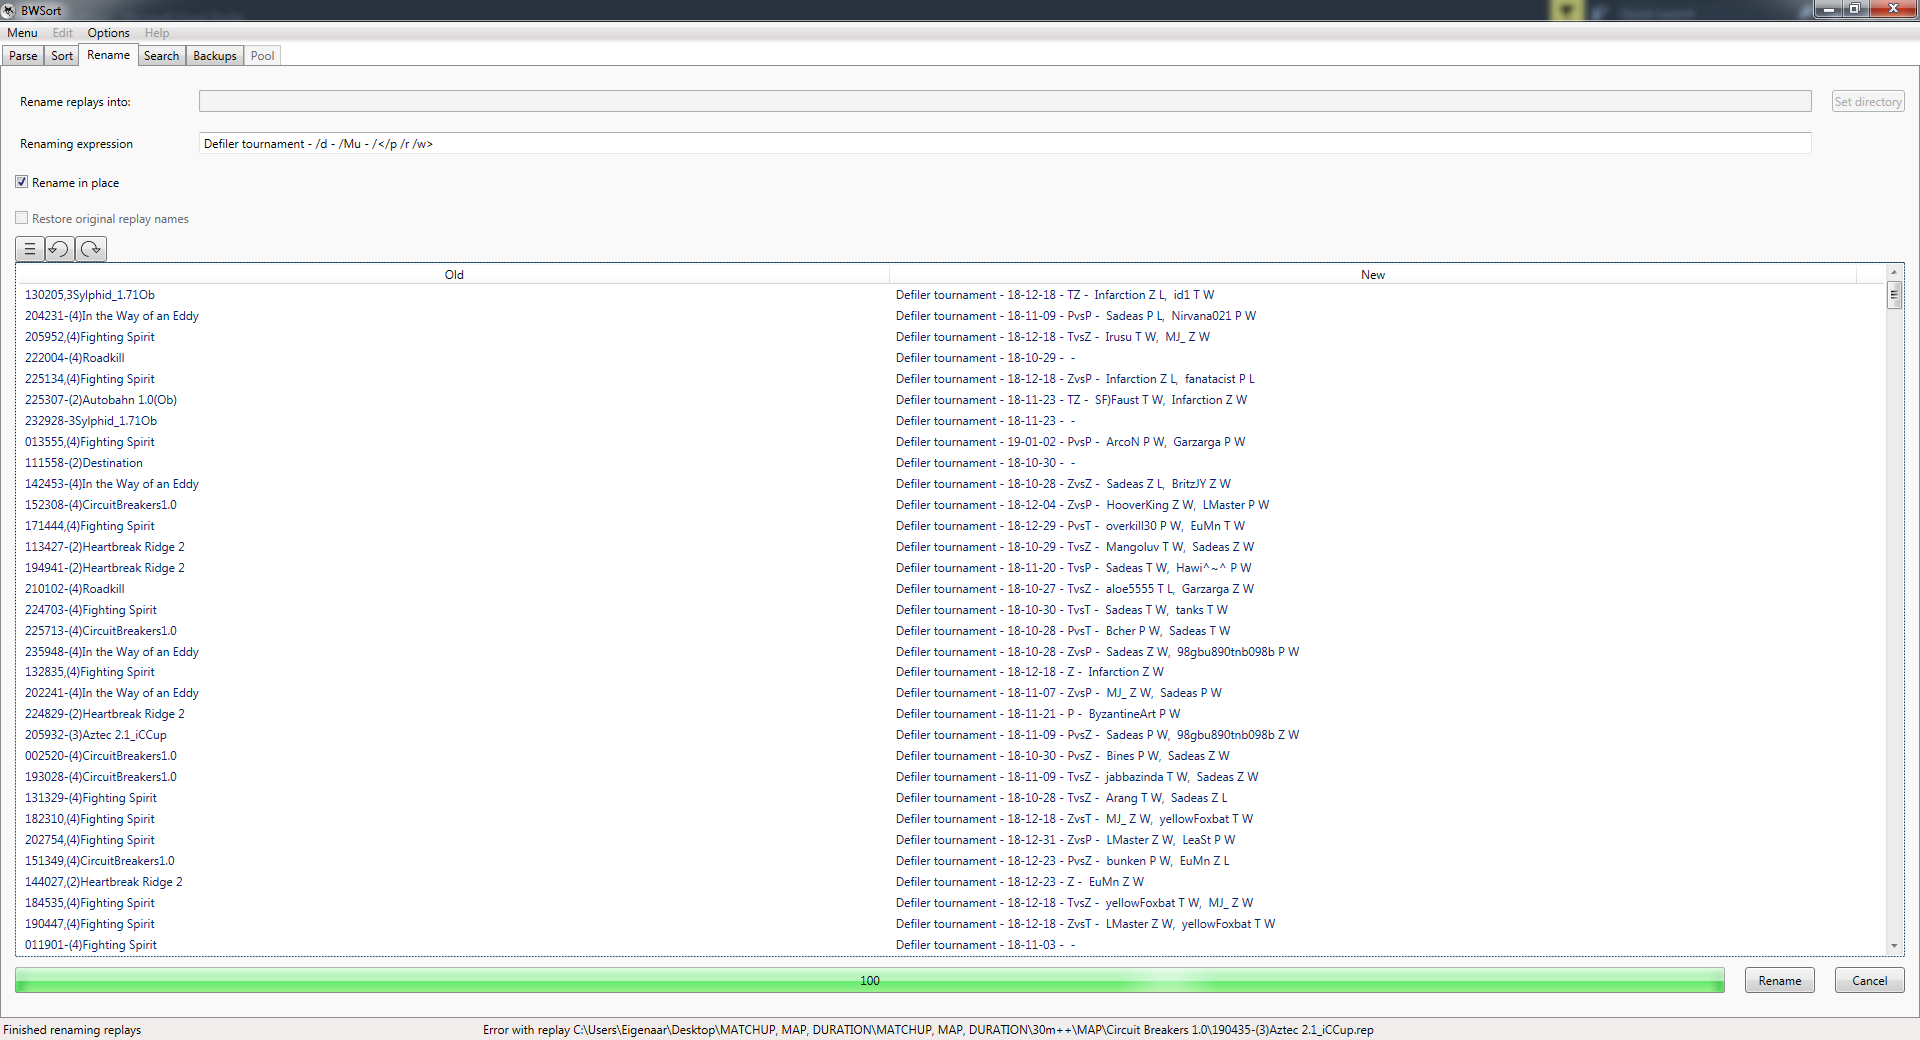 BWSort
Menu Edit Options Help
Parse Sort Rename Search Backups Pool
Rename replays into: Set directory
Renaming expression Defiler tournament - /d - /Mu - /</p /r /w>
Rename in place
Restore original replay names
Old New
130205,3Sylphid_1.71Ob Defiler tournament - 18-12-18 - TZ - Infarction Z L, id1 T W
204231-(4)In the Way of an Eddy Defiler tournament - 18-11-09 - PvsP - Sadeas P L, Nirvana021 P W
205952,(4)Fighting Spirit Defiler tournament - 18-12-18 - TvsZ - Irusu T W, MJ_ Z W
222004-(4)Roadkill Defiler tournament - 18-10-29 - -
225134,(4)Fighting Spirit Defiler tournament - 18-12-18 - ZvsP - Infarction Z L, fanatacist P L
225307-(2)Autobahn 1.0(Ob) Defiler tournament - 18-11-23 - TZ - SF)Faust T W, Infarction Z W
232928-3Sylphid_1.71Ob Defiler tournament - 18-11-23 - -
013555,(4)Fighting Spirit Defiler tournament - 19-01-02 - PvsP - ArcoN P W, Garzarga P W
111558-(2)Destination Defiler tournament - 18-10-30 - -
142453-(4)In the Way of an Eddy Defiler tournament - 18-10-28 - ZvsZ - Sadeas Z L, BritzJY Z W
152308-(4)CircuitBreakers1.0 Defiler tournament - 18-12-04 - ZvsP - HooverKing Z W, LMaster P W
171444,(4)Fighting Spirit Defiler tournament - 18-12-29 - PvsT - overkill30 P W, EuMn T W
113427-(2)Heartbreak Ridge 2 Defiler tournament - 18-10-29 - TvsZ - Mangoluv T W, Sadeas Z W
194941-(2)Heartbreak Ridge 2 Defiler tournament - 18-11-20 - TvsP - Sadeas T W, Hawi^~^ P W
210102-(4)Roadkill Defiler tournament - 18-10-27 - TvsZ - aloe5555 T L, Garzarga Z W
224703-(4)Fighting Spirit Defiler tournament - 18-10-30 - TvsT - Sadeas T W, tanks T W
225713-(4)CircuitBreakers1.0 Defiler tournament - 18-10-28 - PvsT - Bcher P W, Sadeas T W
235948-(4)In the Way of an Eddy Defiler tournament - 18-10-28 - ZvsP - Sadeas Z W, 98gbu890tnb098b P W
132835,(4)Fighting Spirit Defiler tournament - 18-12-18 - Z - Infarction Z W
202241-(4)In the Way of an Eddy Defiler tournament - 18-11-07 - ZvsP - MJ_ Z W, Sadeas P W
224829-(2)Heartbreak Ridge 2 Defiler tournament - 18-11-21 - P - ByzantineArt P W
205932-(3)Aztec 2.1_iCCup Defiler tournament - 18-11-09 - PvsZ - Sadeas P W, 98gbu890tnb098b Z W
002520-(4)CircuitBreakers1.0 Defiler tournament - 18-10-30 - PvsZ - Bines P W, Sadeas Z W
193028-(4)CircuitBreakers1.0 Defiler tournament - 18-11-09 - TvsZ - jabbazinda T W, Sadeas Z W
131329-(4)Fighting Spirit Defiler tournament - 18-10-28 - TvsZ - Arang T W, Sadeas Z L
182310,(4)Fighting Spirit Defiler tournament - 18-12-18 - ZvsT - MJ_ Z W, yellowFoxbat T W
202754,(4)Fighting Spirit Defiler tournament - 18-12-31 - ZvsP - LMaster Z W, LeaSt P W
151349,(4)CircuitBreakers1.0 Defiler tournament - 18-12-23 - PvsZ - bunken P W, EuMn Z L
144027,(2)Heartbreak Ridge 2 Defiler tournament - 18-12-23 - Z - EuMn Z W
184535,(4)Fighting Spirit Defiler tournament - 18-12-18 - TvsZ - yellowFoxbat T W, MJ_ Z W
190447,(4)Fighting Spirit Defiler tournament - 18-12-18 - ZvsT - LMaster Z W, yellowFoxbat T W
011901-(4)Fighting Spirit Defiler tournament - 18-11-03 - -
100 Rename Cancel
Finished renaming replays Error with replay C:\Users\Eigenaar\Desktop\MATCHUP, MAP, DURATION\MATCHUP, MAP, DURATION\30m++\MAP\Circuit Breakers 1.0\190435-(3)Aztec 2.1_iCCup.rep